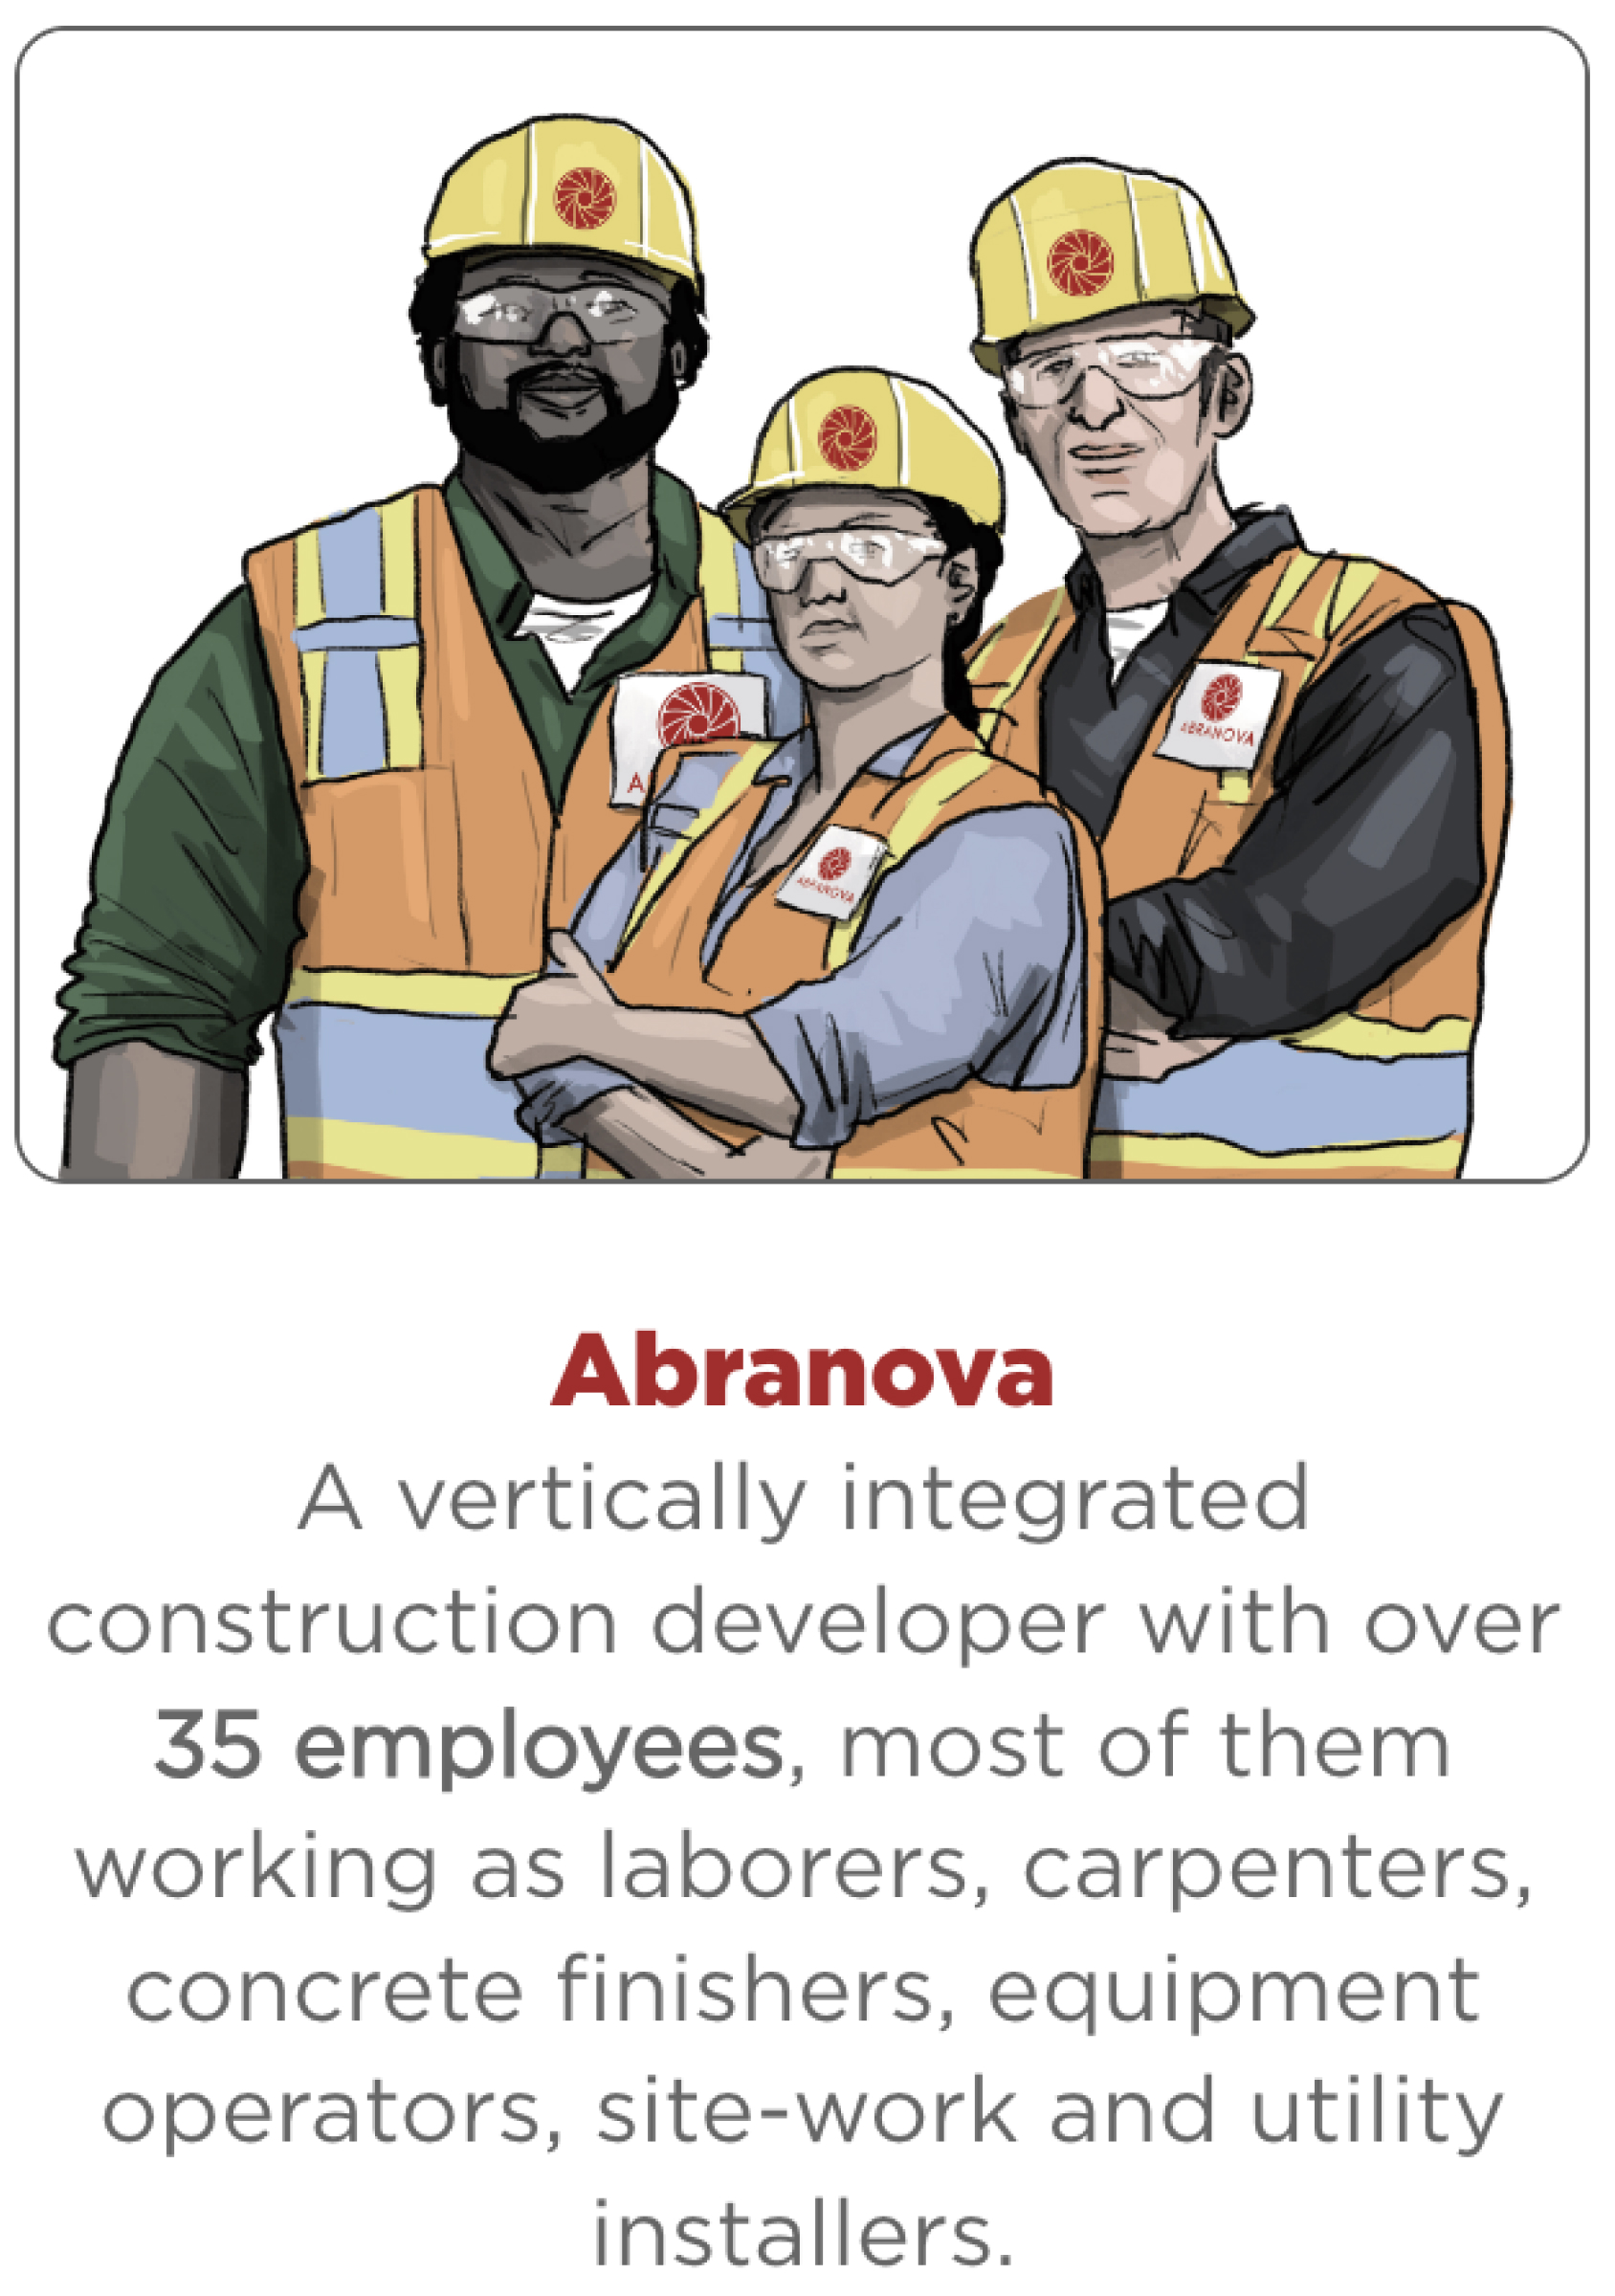 A
ABRANOVA
ABRANOVA
Abranova
A vertically integrated
construction developer with over
35 employees, most of them
working as laborers, carpenters,
concrete finishers, equipment
operators, site-work and utility
installers.